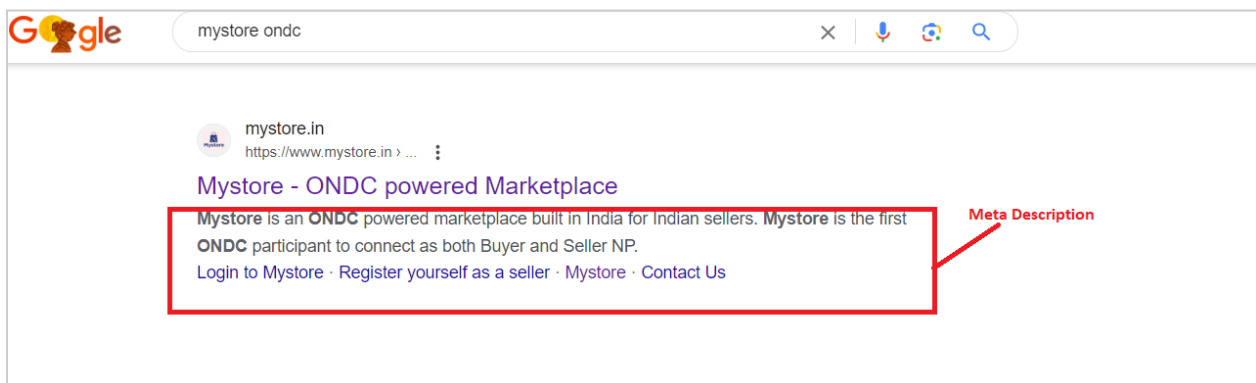 Google
mystore ondc
mystore.in
https://www.mystore.in › ...
Mystore - ONDC powered Marketplace
Mystore is an ONDC powered marketplace built in India for Indian sellers. Mystore is the first
ONDC participant to connect as both Buyer and Seller NP.
Login to Mystore · Register yourself as a seller · Mystore · Contact Us
Meta Description